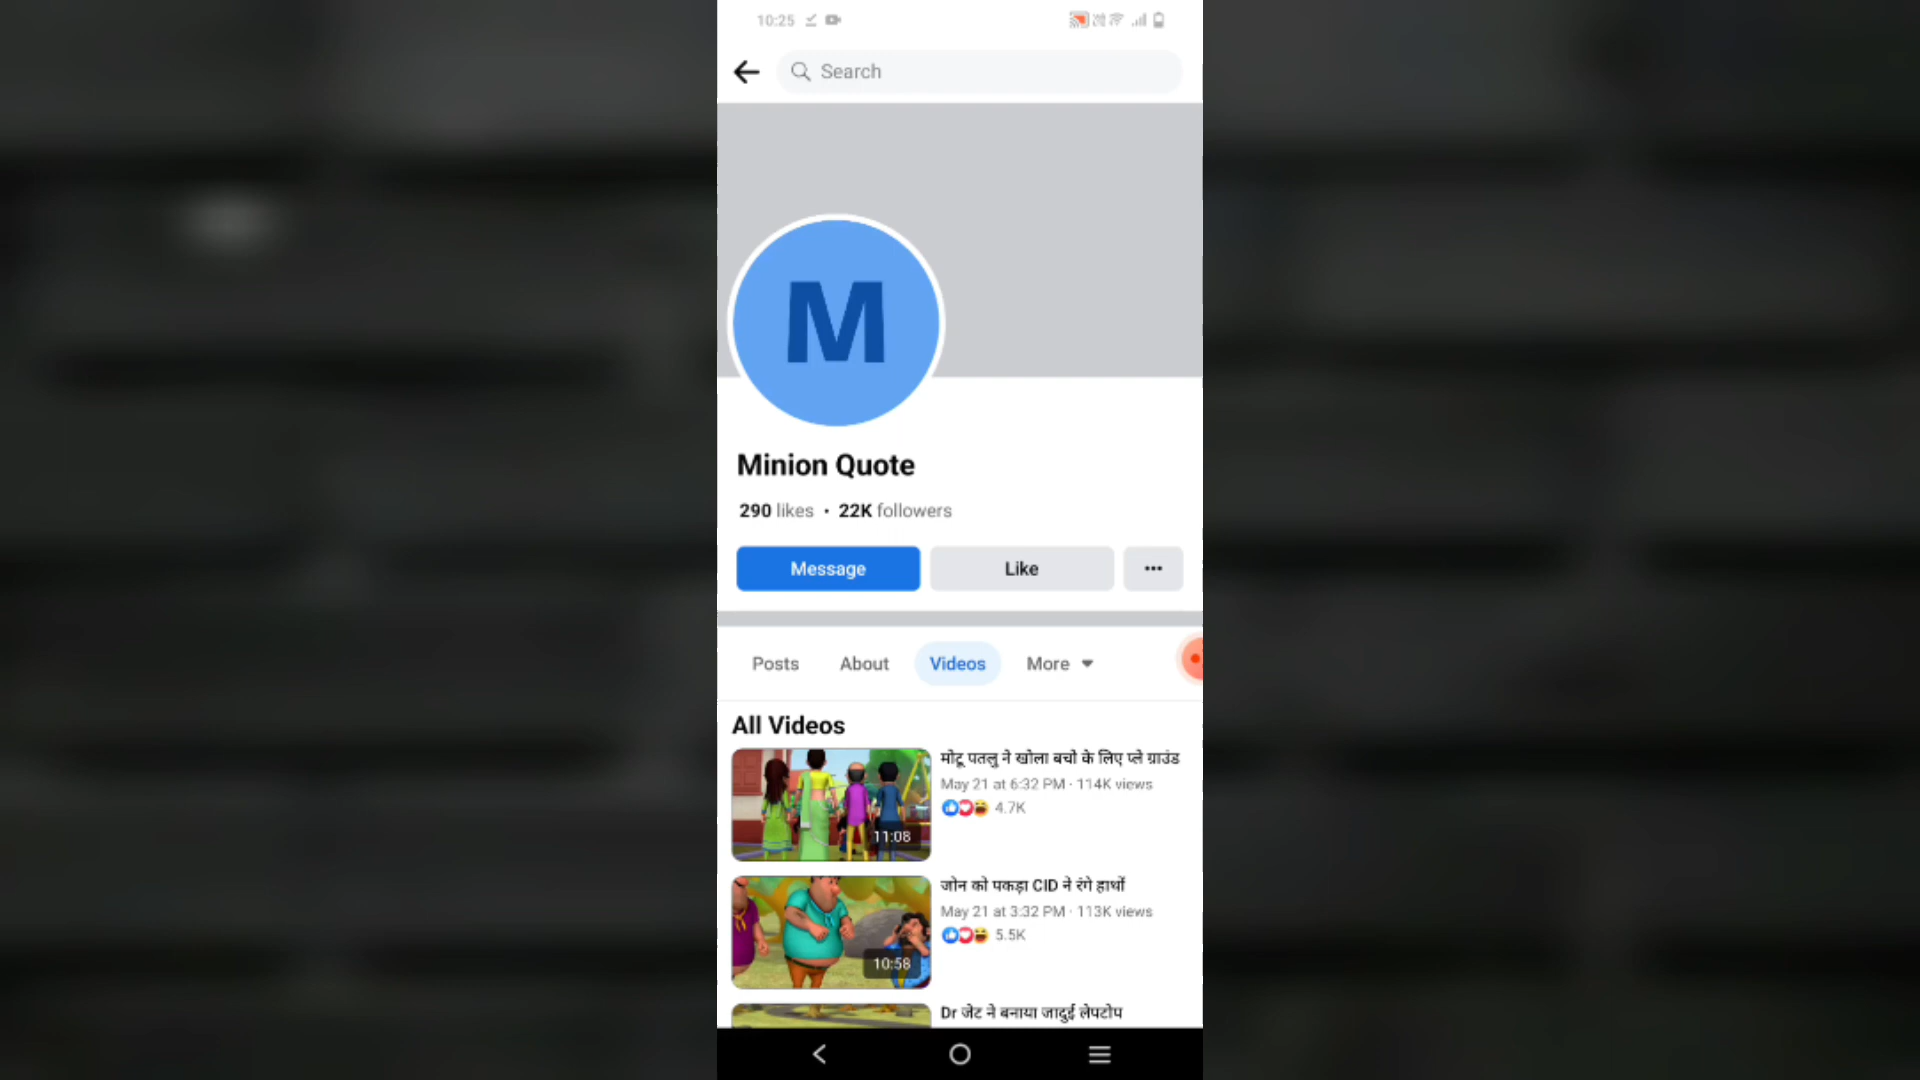 10:25
Search
M
Minion Quote
290 likes • 22K followers
Message
Like
Posts
About
Videos
More
All Videos
मोटू पतलु ने खोला बचो के लिए प्ले ग्राउंड
May 21 at 6:32 PM · 114K views
4.7K
11:08
जोन को पकड़ा CID ने रंगे हाथों
May 21 at 3:32 PM · 113K views
5.5K
10:58
Dr जेट ने बनाया जादुई लेपटोप